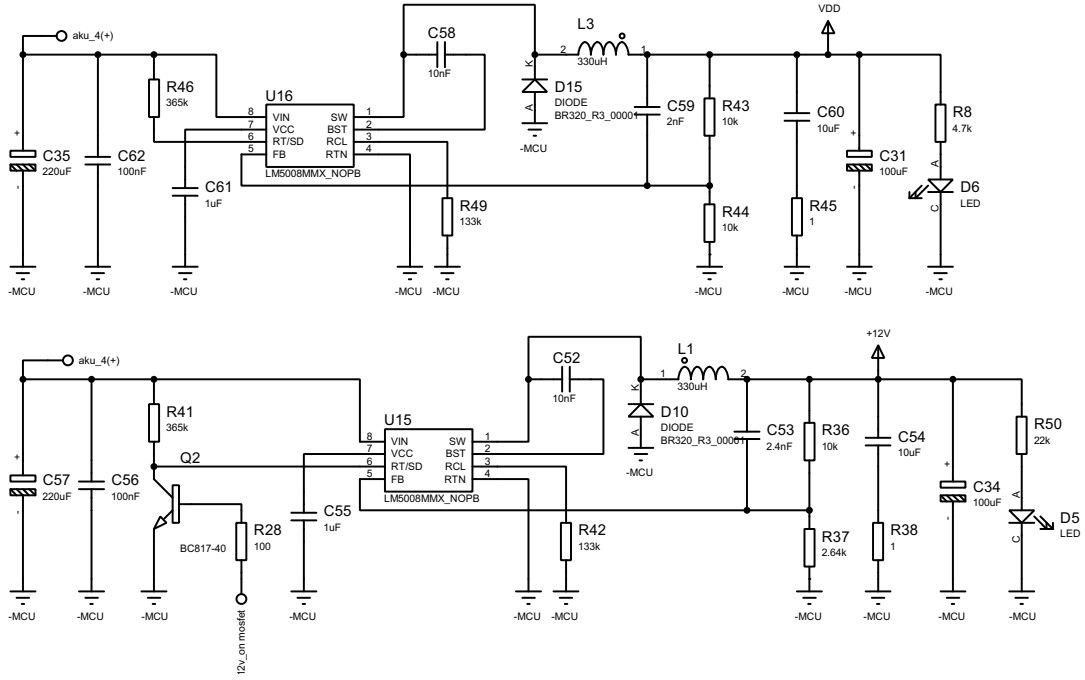 VDD
aku_4(+)
L3
2
1
330uH
C58
10nF
R46
365k
U16
8
VIN
SW
1
7
VCC
BST
2
6
RT/SD
RCL
3
5
FB
RTN
4
LM5008MMX_NOPB
K
D15
A
DIODE
BR320_R3_00001
-MCU
C59
2nF
R43
10k
C60
10uF
R8
4.7k
+
C35
220uF
-
C62
100nF
C61
1uF
R49
133k
R44
10k
R45
1
+
C31
100uF
-
A
D6
C
LED
-MCU
-MCU
-MCU
-MCU
-MCU
-MCU
-MCU
-MCU
-MCU
+12V
aku_4(+)
L1
1
2
330uH
C52
10nF
R41
365k
U15
8
VIN
SW
1
7
VCC
BST
2
6
RT/SD
RCL
3
5
FB
RTN
4
LM5008MMX_NOPB
K
D10
A
DIODE
BR320_R3_00001
-MCU
C53
2.4nF
R36
10k
C54
10uF
R50
22k
Q2
+
C57
220uF
-
C56
100nF
BC817-40
R28
100
C55
1uF
R42
133k
R37
2.64k
R38
1
+
C34
100uF
-
A
D5
C
LED
-MCU
-MCU
-MCU
-MCU
-MCU
-MCU
-MCU
-MCU
-MCU
-MCU
12v_on mosfet